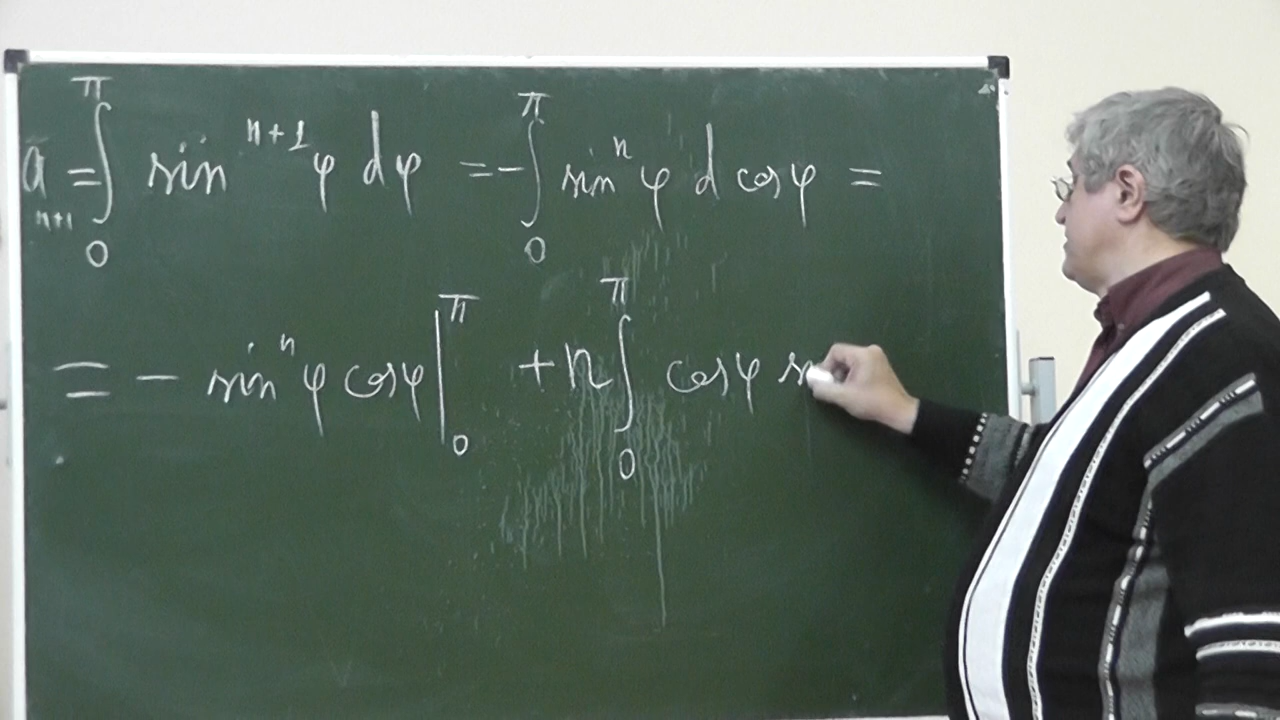 a_{n+1} = ∫_0^π sin^{n+1} φ dφ = - ∫_0^π sin^n φ d cos φ =
= - sin^n φ cos φ |_0^π + n ∫_0^π cos φ s